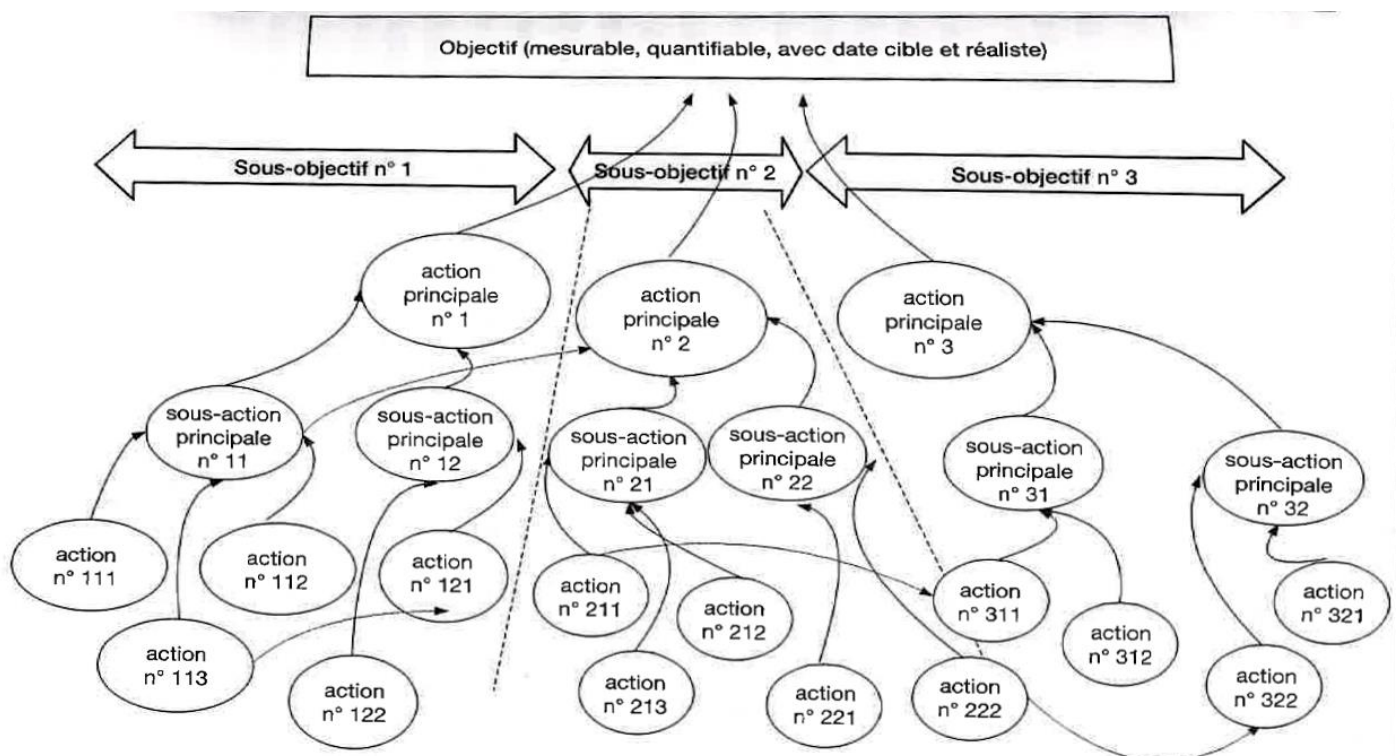 Objectif (mesurable, quantifiable, avec date cible et réaliste)
Sous-objectif n° 1
Sous-objectif n° 2
Sous-objectif n° 3
action
principale
n° 1
action
principale
n° 2
action
principale
n° 3
sous-action
principale
n° 11
sous-action
principale
n° 12
sous-action
principale
n° 21
sous-action
principale
n° 22
sous-action
principale
n° 31
sous-action
principale
n° 32
action
n° 111
action
n° 112
action
n° 121
action
n° 211
action
n° 212
action
n° 311
action
n° 312
action
n° 321
action
n° 113
action
n° 122
action
n° 213
action
n° 221
action
n° 222
action
n° 322